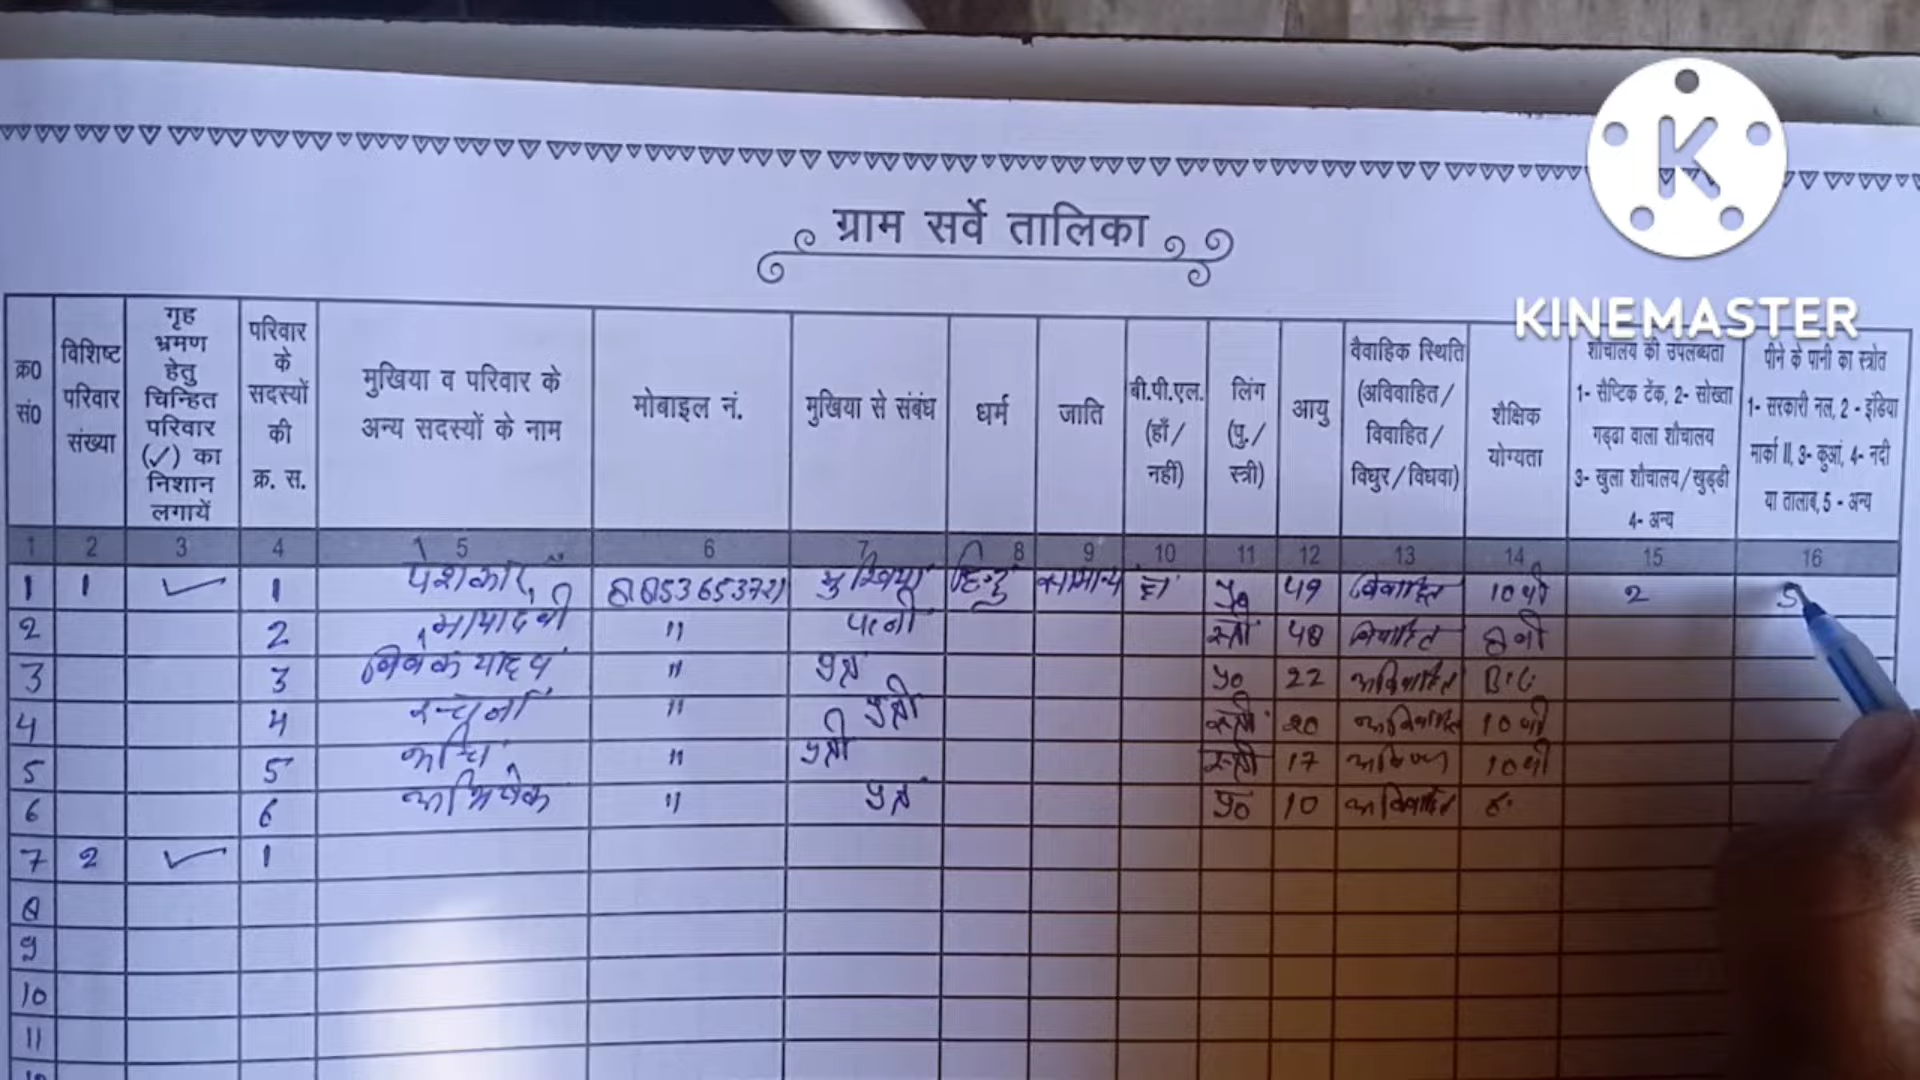 KINEMASTER
ग्राम सर्वे तालिका
क्र0 सं0
विशिष्ट परिवार संख्या
गृह भ्रमण हेतु चिन्हित परिवार (✓) का निशान लगायें
परिवार के सदस्यों की क्र. स.
मुखिया व परिवार के अन्य सदस्यों के नाम
मोबाइल नं.
मुखिया से संबंध
धर्म
जाति
बी.पी.एल. (हाँ / नहीं)
लिंग (पु./ स्त्री)
आयु
वैवाहिक स्थिति (अविवाहित / विवाहित / विधुर / विधवा)
शैक्षिक योग्यता
शौचालय की उपलब्धता 1- सैप्टिक टेंक, 2- सोख्ता गड्ढा वाला शौचालय 3- खुला शौचालय/खुड्डी 4- अन्य
पीने के पानी का स्त्रोत 1- सरकारी नल, 2 - इंडिया मार्का II, 3- कुआं, 4- नदी या तालाब, 5 - अन्य
1 2 3 4 5 6 7 8 9 10 11 12 13 14 15 16
1 1 ✓ 1 मुखिया हिन्दु सामान्य हां पु0 49 विवाहित 10वी 2 5
2 2 मायादेवी " पत्नी स्त्री 48 विवाहित 8वी
3 3 विवेक यादव " पुत्र पु0 22 अविवाहित
4 4 " पुत्री स्त्री 20 अविवाहित 10वी
5 5 " पुत्री स्त्री 17 10वी
6 6 अभिषेक " पुत्र पु0 10 अविवाहित
7 2 ✓ 1
8
9
10
11